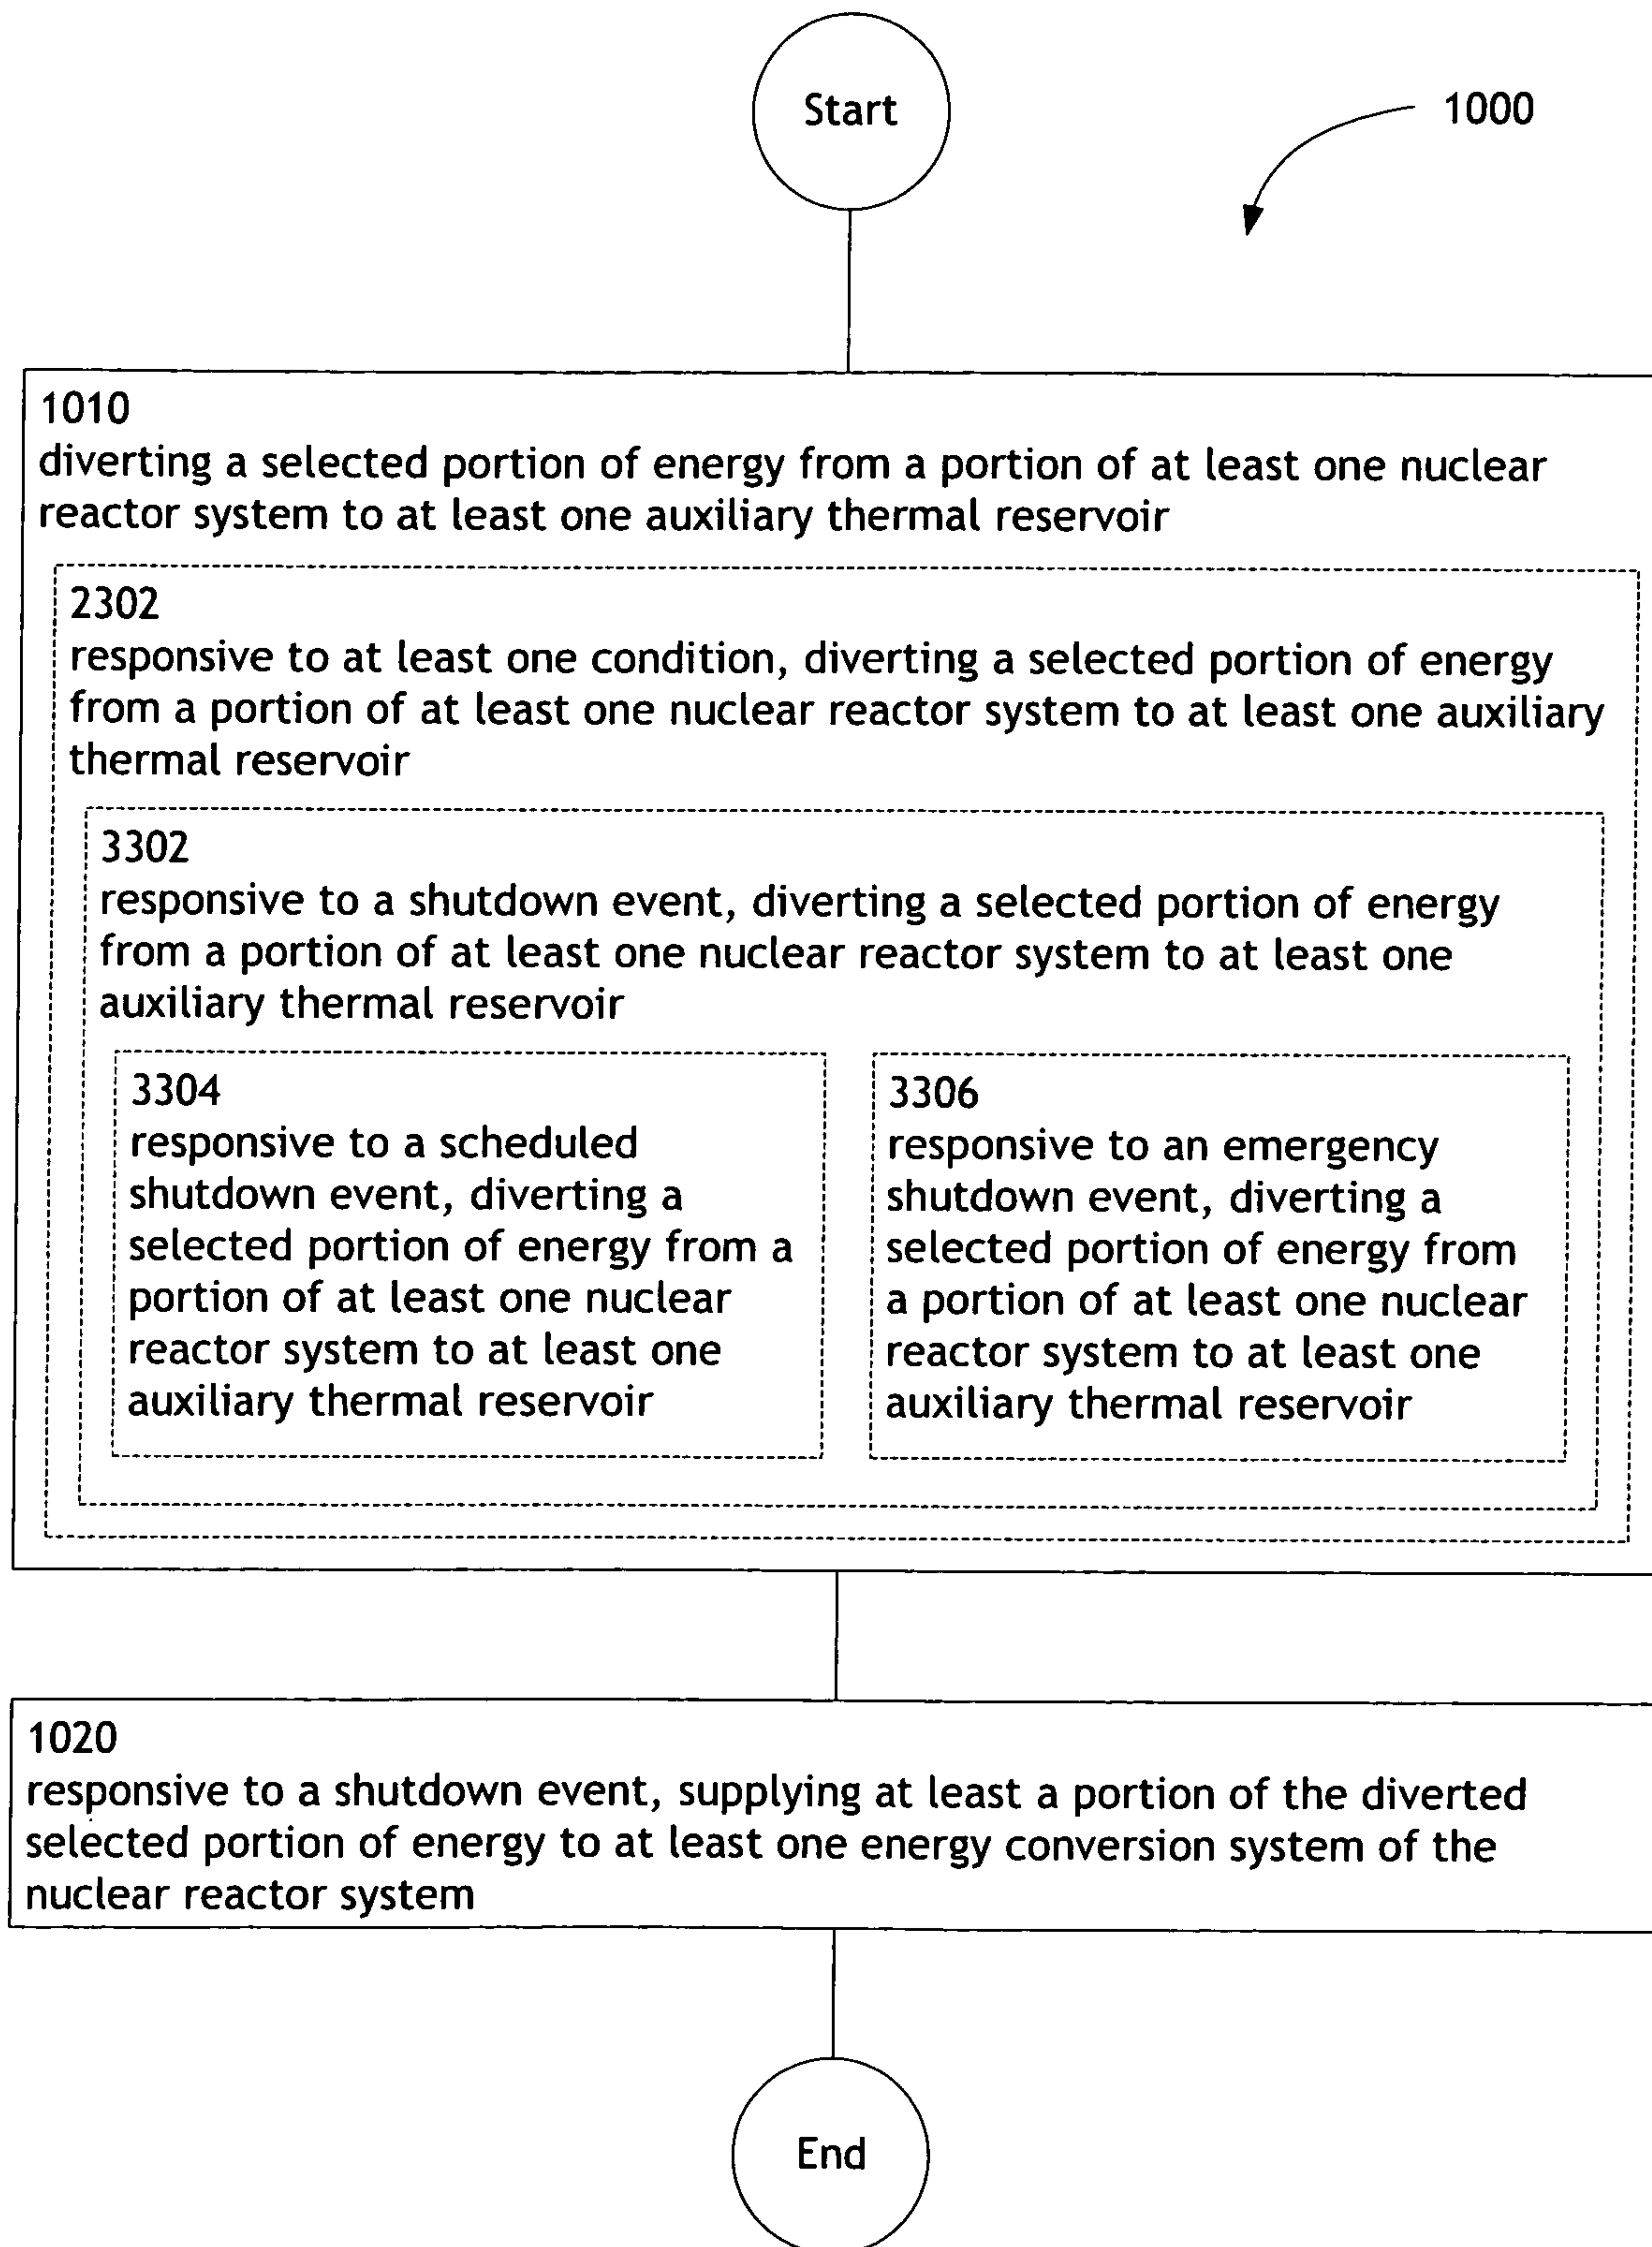 Start
1000
1010
diverting a selected portion of energy from a portion of at least one nuclear
reactor system to at least one auxiliary thermal reservoir
2302
responsive to at least one condition, diverting a selected portion of energy
from a portion of at least one nuclear reactor system to at least one auxiliary
thermal reservoir
3302
responsive to a shutdown event, diverting a selected portion of energy
from a portion of at least one nuclear reactor system to at least one
auxiliary thermal reservoir
3304
responsive to a scheduled
shutdown event, diverting a
selected portion of energy from a
portion of at least one nuclear
reactor system to at least one
auxiliary thermal reservoir
3306
responsive to an emergency
shutdown event, diverting a
selected portion of energy from
a portion of at least one nuclear
reactor system to at least one
auxiliary thermal reservoir
1020
responsive to a shutdown event, supplying at least a portion of the diverted
selected portion of energy to at least one energy conversion system of the
nuclear reactor system
End